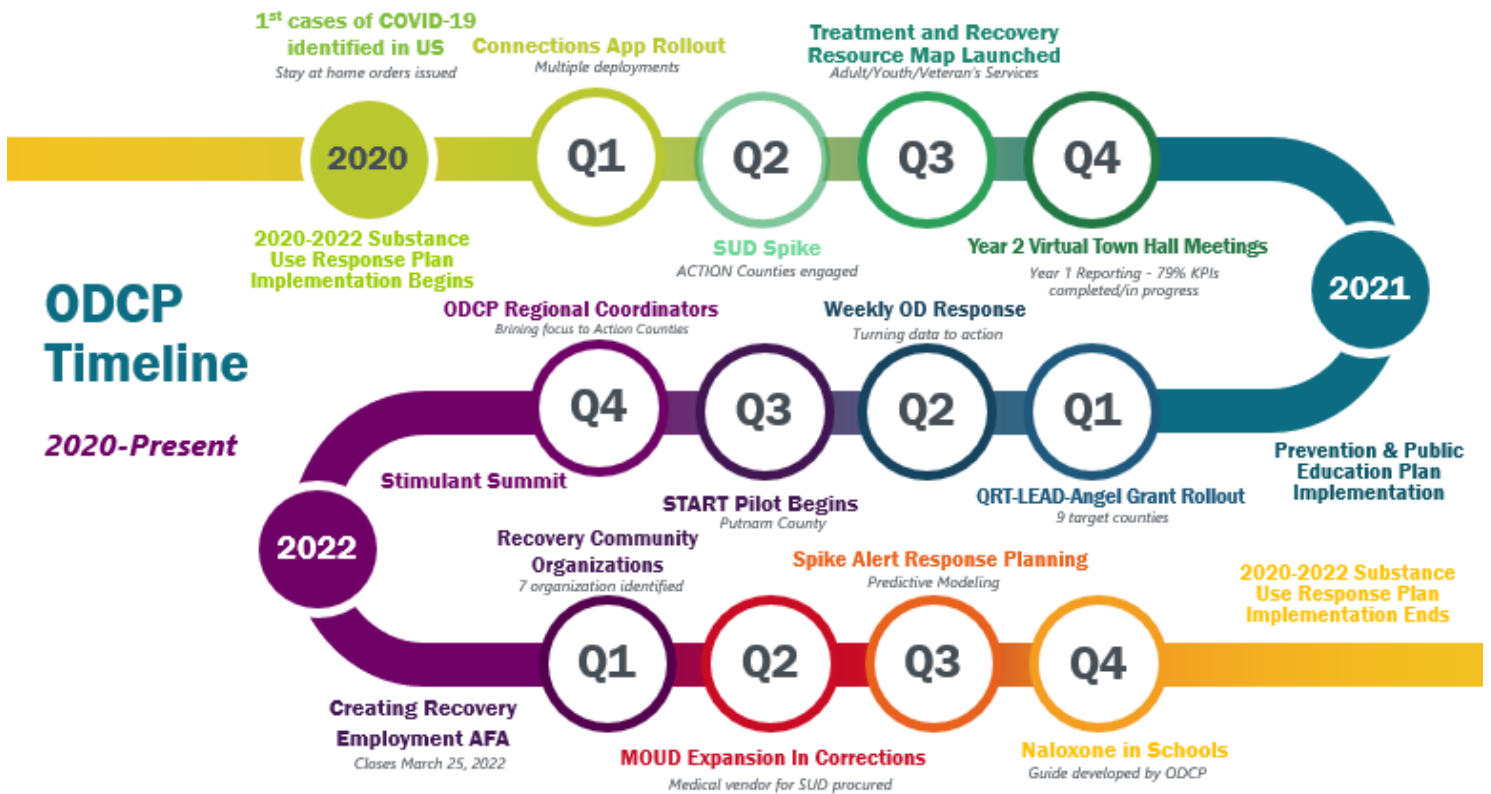 1st cases of COVID-19
identified in US
Stay at home orders issued
Connections App Rollout
Multiple deployments
Treatment and Recovery
Resource Map Launched
Adult/Youth/Veteran's Services
2020
Q1
Q2
Q3
Q4
2020-2022 Substance
Use Response Plan
Implementation Begins
SUD Spike
ACTION Counties engaged
Year 2 Virtual Town Hall Meetings
Year 1 Reporting - 79% KPIs
completed/in progress
2021
ODCP
Timeline
2020-Present
ODCP Regional Coordinators
Brining focus to Action Counties
Weekly OD Response
Turning data to action
Q4
Q3
Q2
Q1
Stimulant Summit
START Pilot Begins
Putnam County
QRT-LEAD-Angel Grant Rollout
9 target counties
Prevention & Public
Education Plan
Implementation
2022
Recovery Community
Organizations
7 organization identified
Spike Alert Response Planning
Predictive Modeling
2020-2022 Substance
Use Response Plan
Implementation Ends
Q1
Q2
Q3
Q4
Creating Recovery
Employment AFA
Closes March 25, 2022
MOUD Expansion In Corrections
Medical vendor for SUD procured
Naloxone in Schools
Guide developed by ODCP